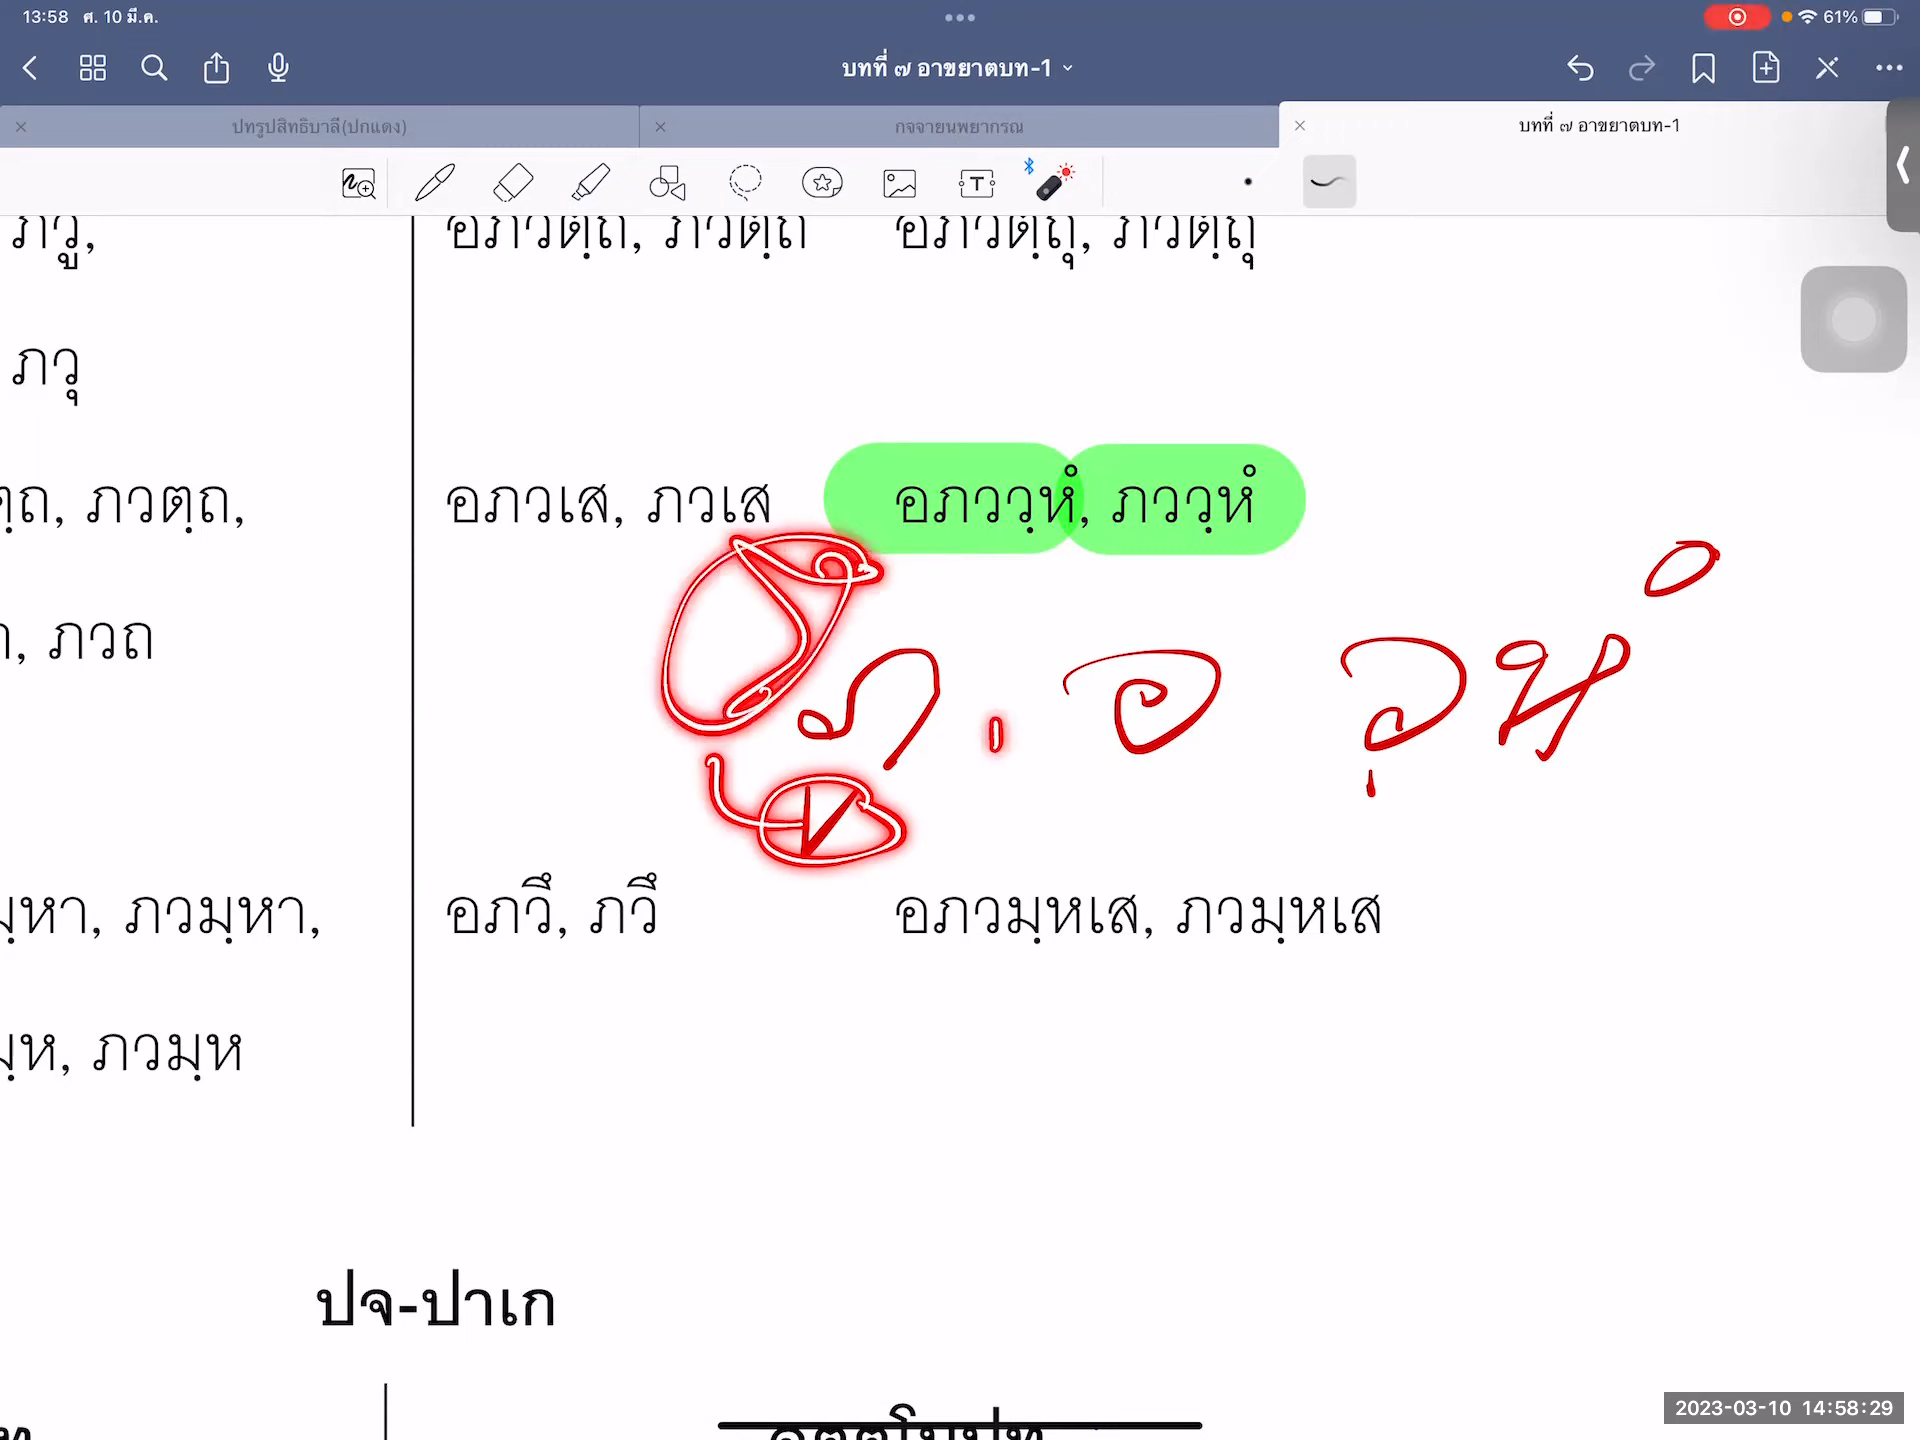 13:58 ศ. 10 มี.ค.
61%
บทที่ ๗ อาขยาตบท-1
ปทรูปสิทธิบาลี(ปกแดง)
กจจายนพยากรณ
บทที่ ๗ อาขยาตบท-1
ภวู, อภวตฺถ, ภวตฺถ อภวตฺถุ, ภวตฺถุ
ภวุ
ตฺถ, ภวตฺถ, อภวเส, ภวเส อภววฺหํ, ภววฺหํ
ภวถ
ภ. อ วฺหํ
มฺหา, ภวมฺหา, อภวึ, ภวึ อภวมฺหเส, ภวมฺหเส
มฺห, ภวมฺห
ปจ-ปาเก
2023-03-10 14:58:29